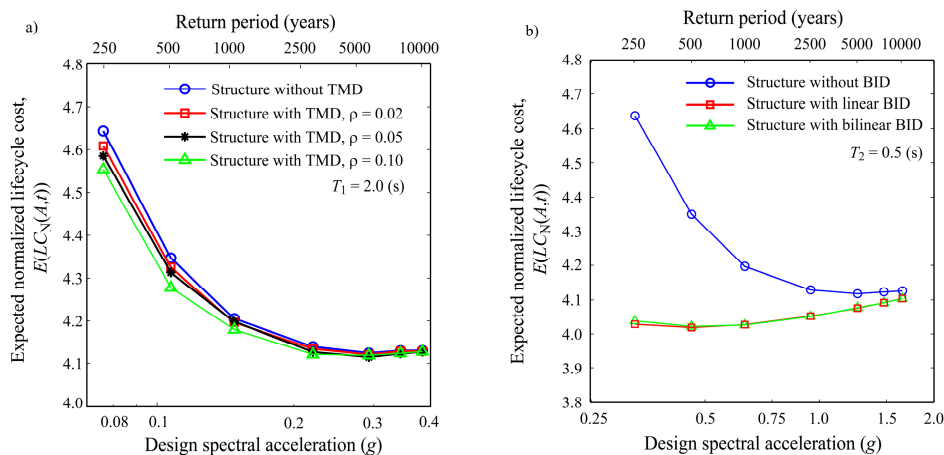 a)
Return period (years)
250 500 1000 2500 5000 10000
4.8
4.7
4.6
4.5
4.4
4.3
4.2
4.1
4.0
Expected normalized lifecycle cost,
E(LC_N(A,t))
Structure without TMD
Structure with TMD, ρ = 0.02
Structure with TMD, ρ = 0.05
Structure with TMD, ρ = 0.10
T_1 = 2.0 (s)
0.08 0.1 0.2 0.3 0.4
Design spectral acceleration (g)
b)
Return period (years)
250 500 1000 2500 5000 10000
4.8
4.7
4.6
4.5
4.4
4.3
4.2
4.1
4.0
3.9
3.8
Expected normalized lifecycle cost,
E(LC_N(A,t))
Structure without BID
Structure with linear BID
Structure with bilinear BID
T_2 = 0.5 (s)
0.25 0.5 0.75 1.0 1.5 2.0
Design spectral acceleration (g)